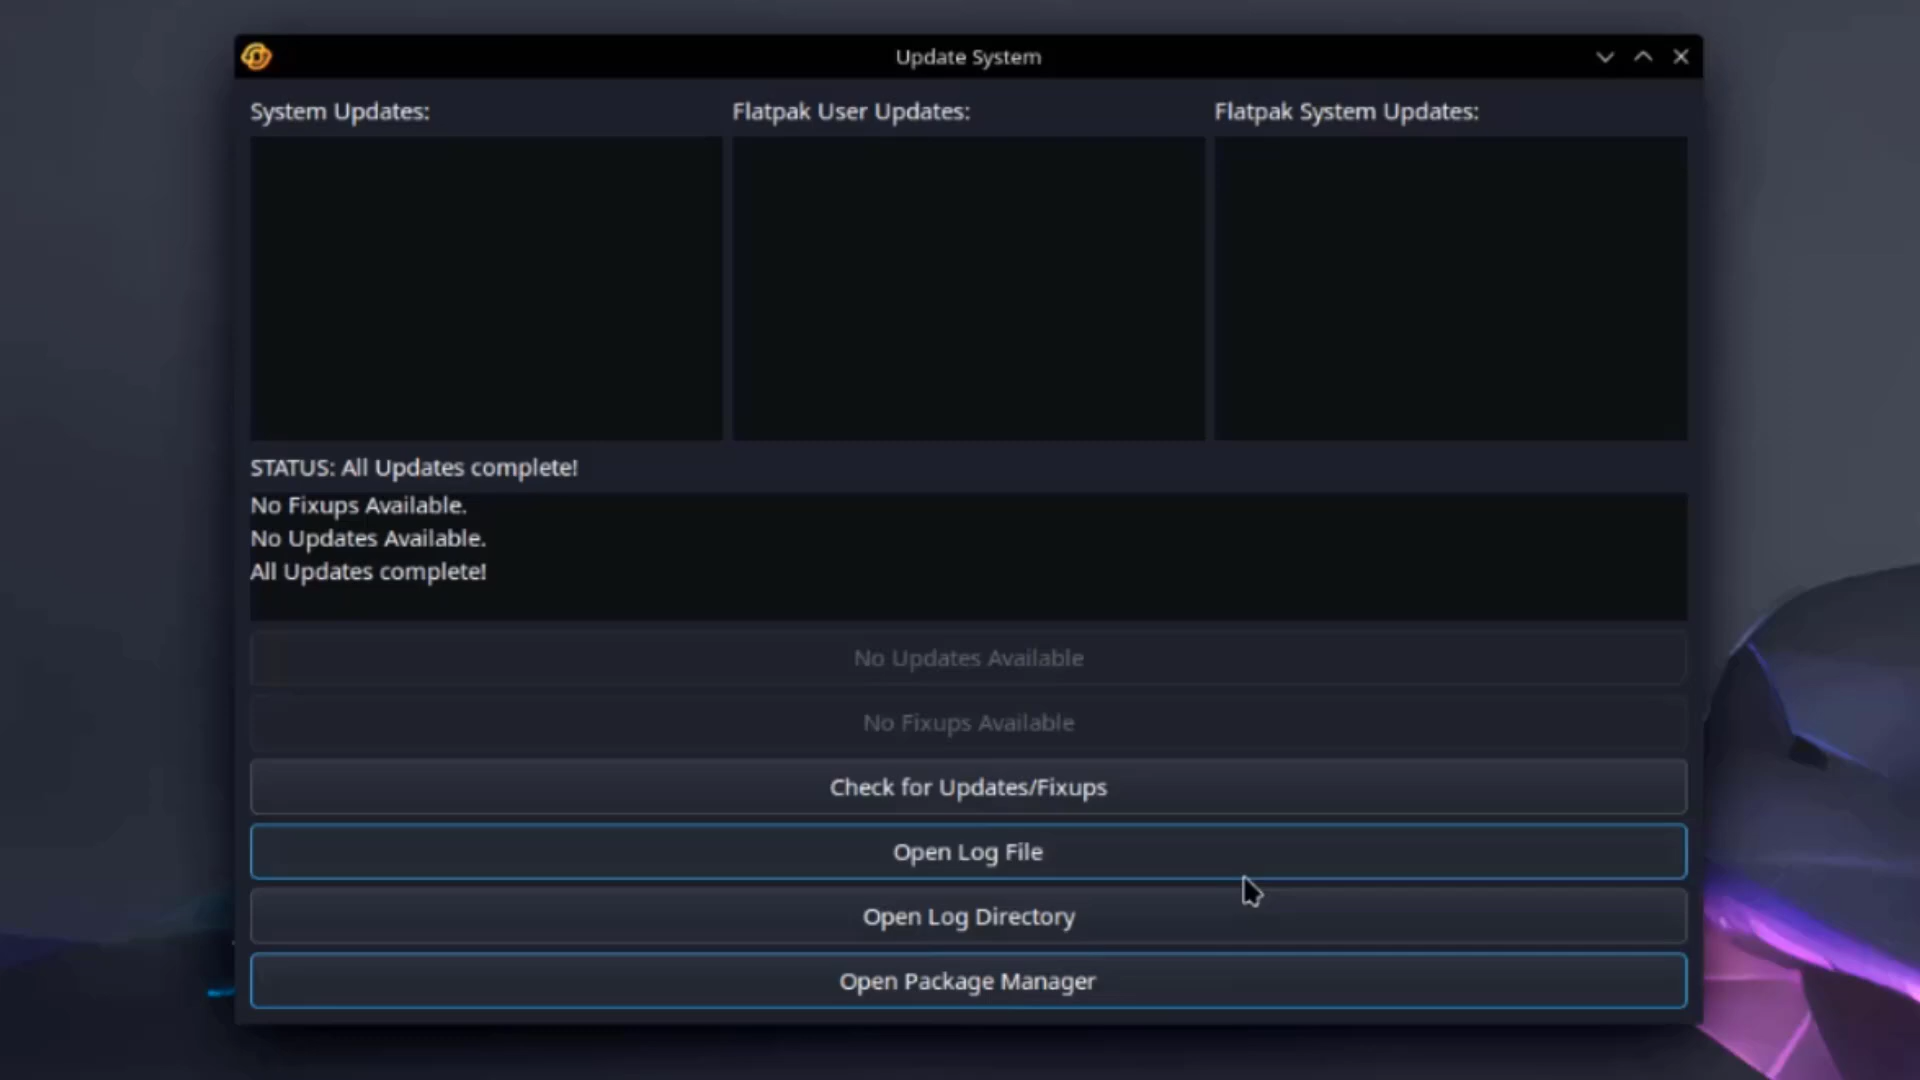 Update System
System Updates:
Flatpak User Updates:
Flatpak System Updates:
STATUS: All Updates complete!
No Fixups Available.
No Updates Available.
All Updates complete!
No Updates Available
No Fixups Available
Check for Updates/Fixups
Open Log File
Open Log Directory
Open Package Manager